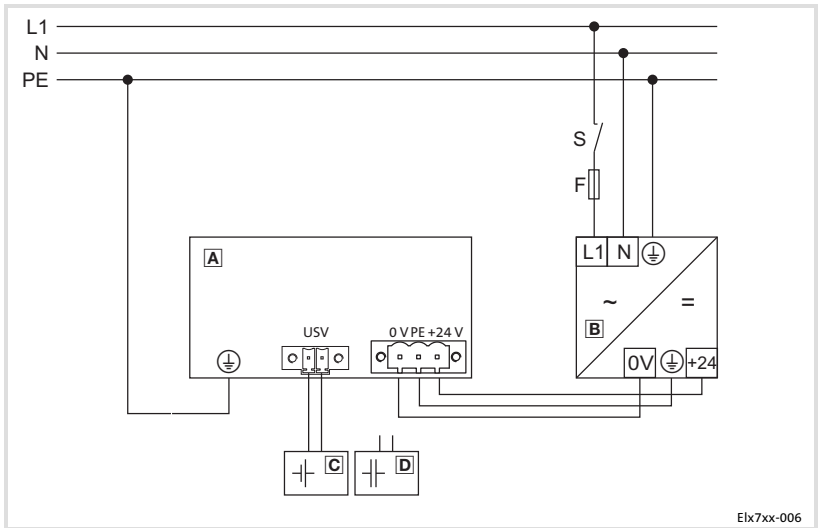 L1
N
PE
S
F
A
L1 N
~ =
B
USV
0 V PE +24 V
0V +24
C
D
Elx7xx-006